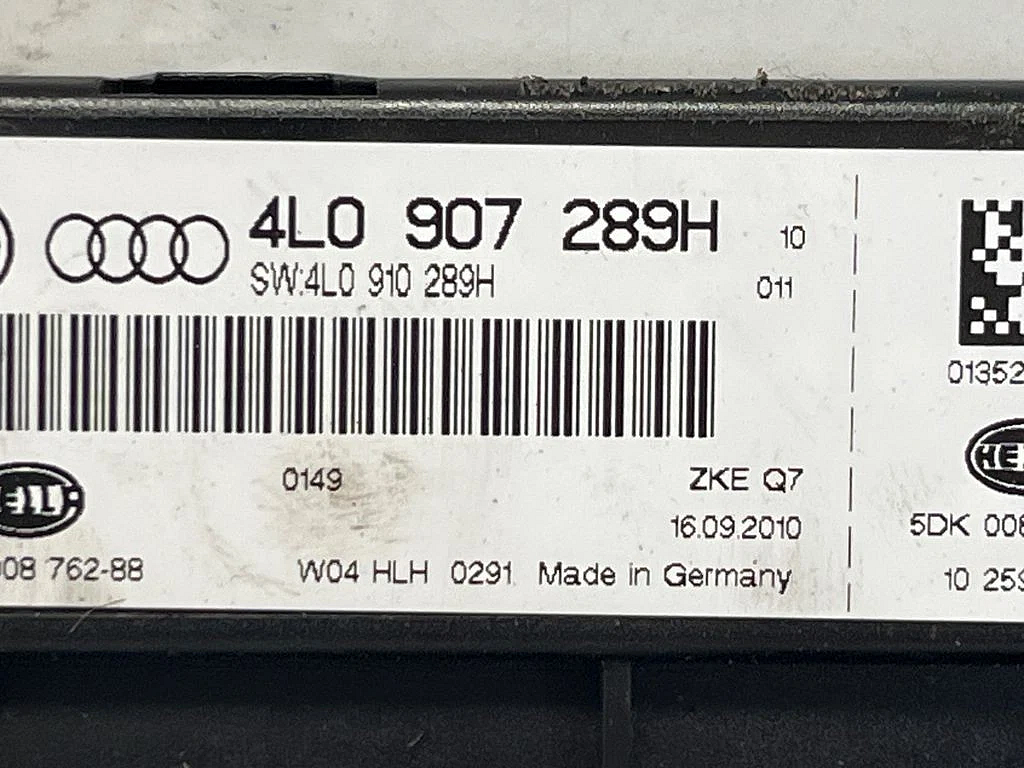 4L0 907 289H 10
SW:4L0 910 289H 011
0149 ZKE Q7
16.09.2010
008 762-88 W04 HLH 0291 Made in Germany
01352
5DK 008
10 259